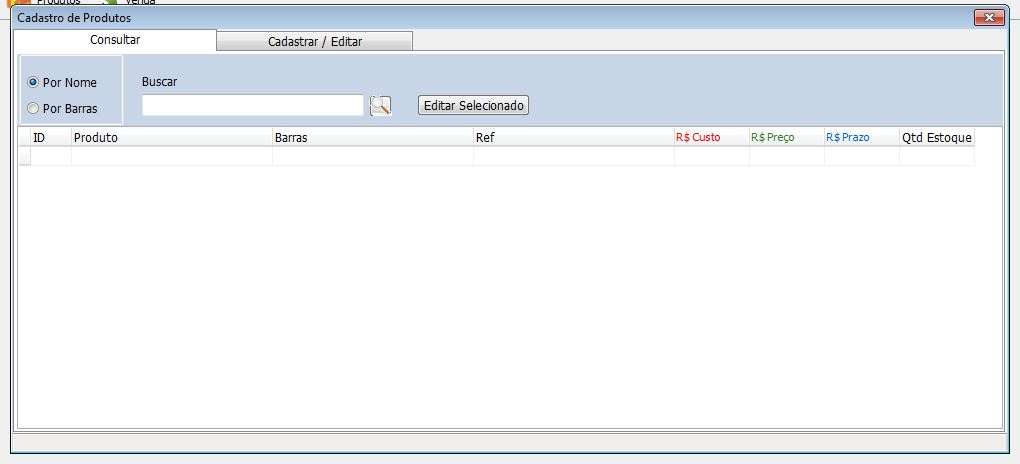 Produtos Venda
Cadastro de Produtos
Consultar Cadastrar / Editar
Por Nome Buscar
Por Barras Editar Selecionado
ID Produto Barras Ref R$ Custo R$ Preço R$ Prazo Qtd Estoque